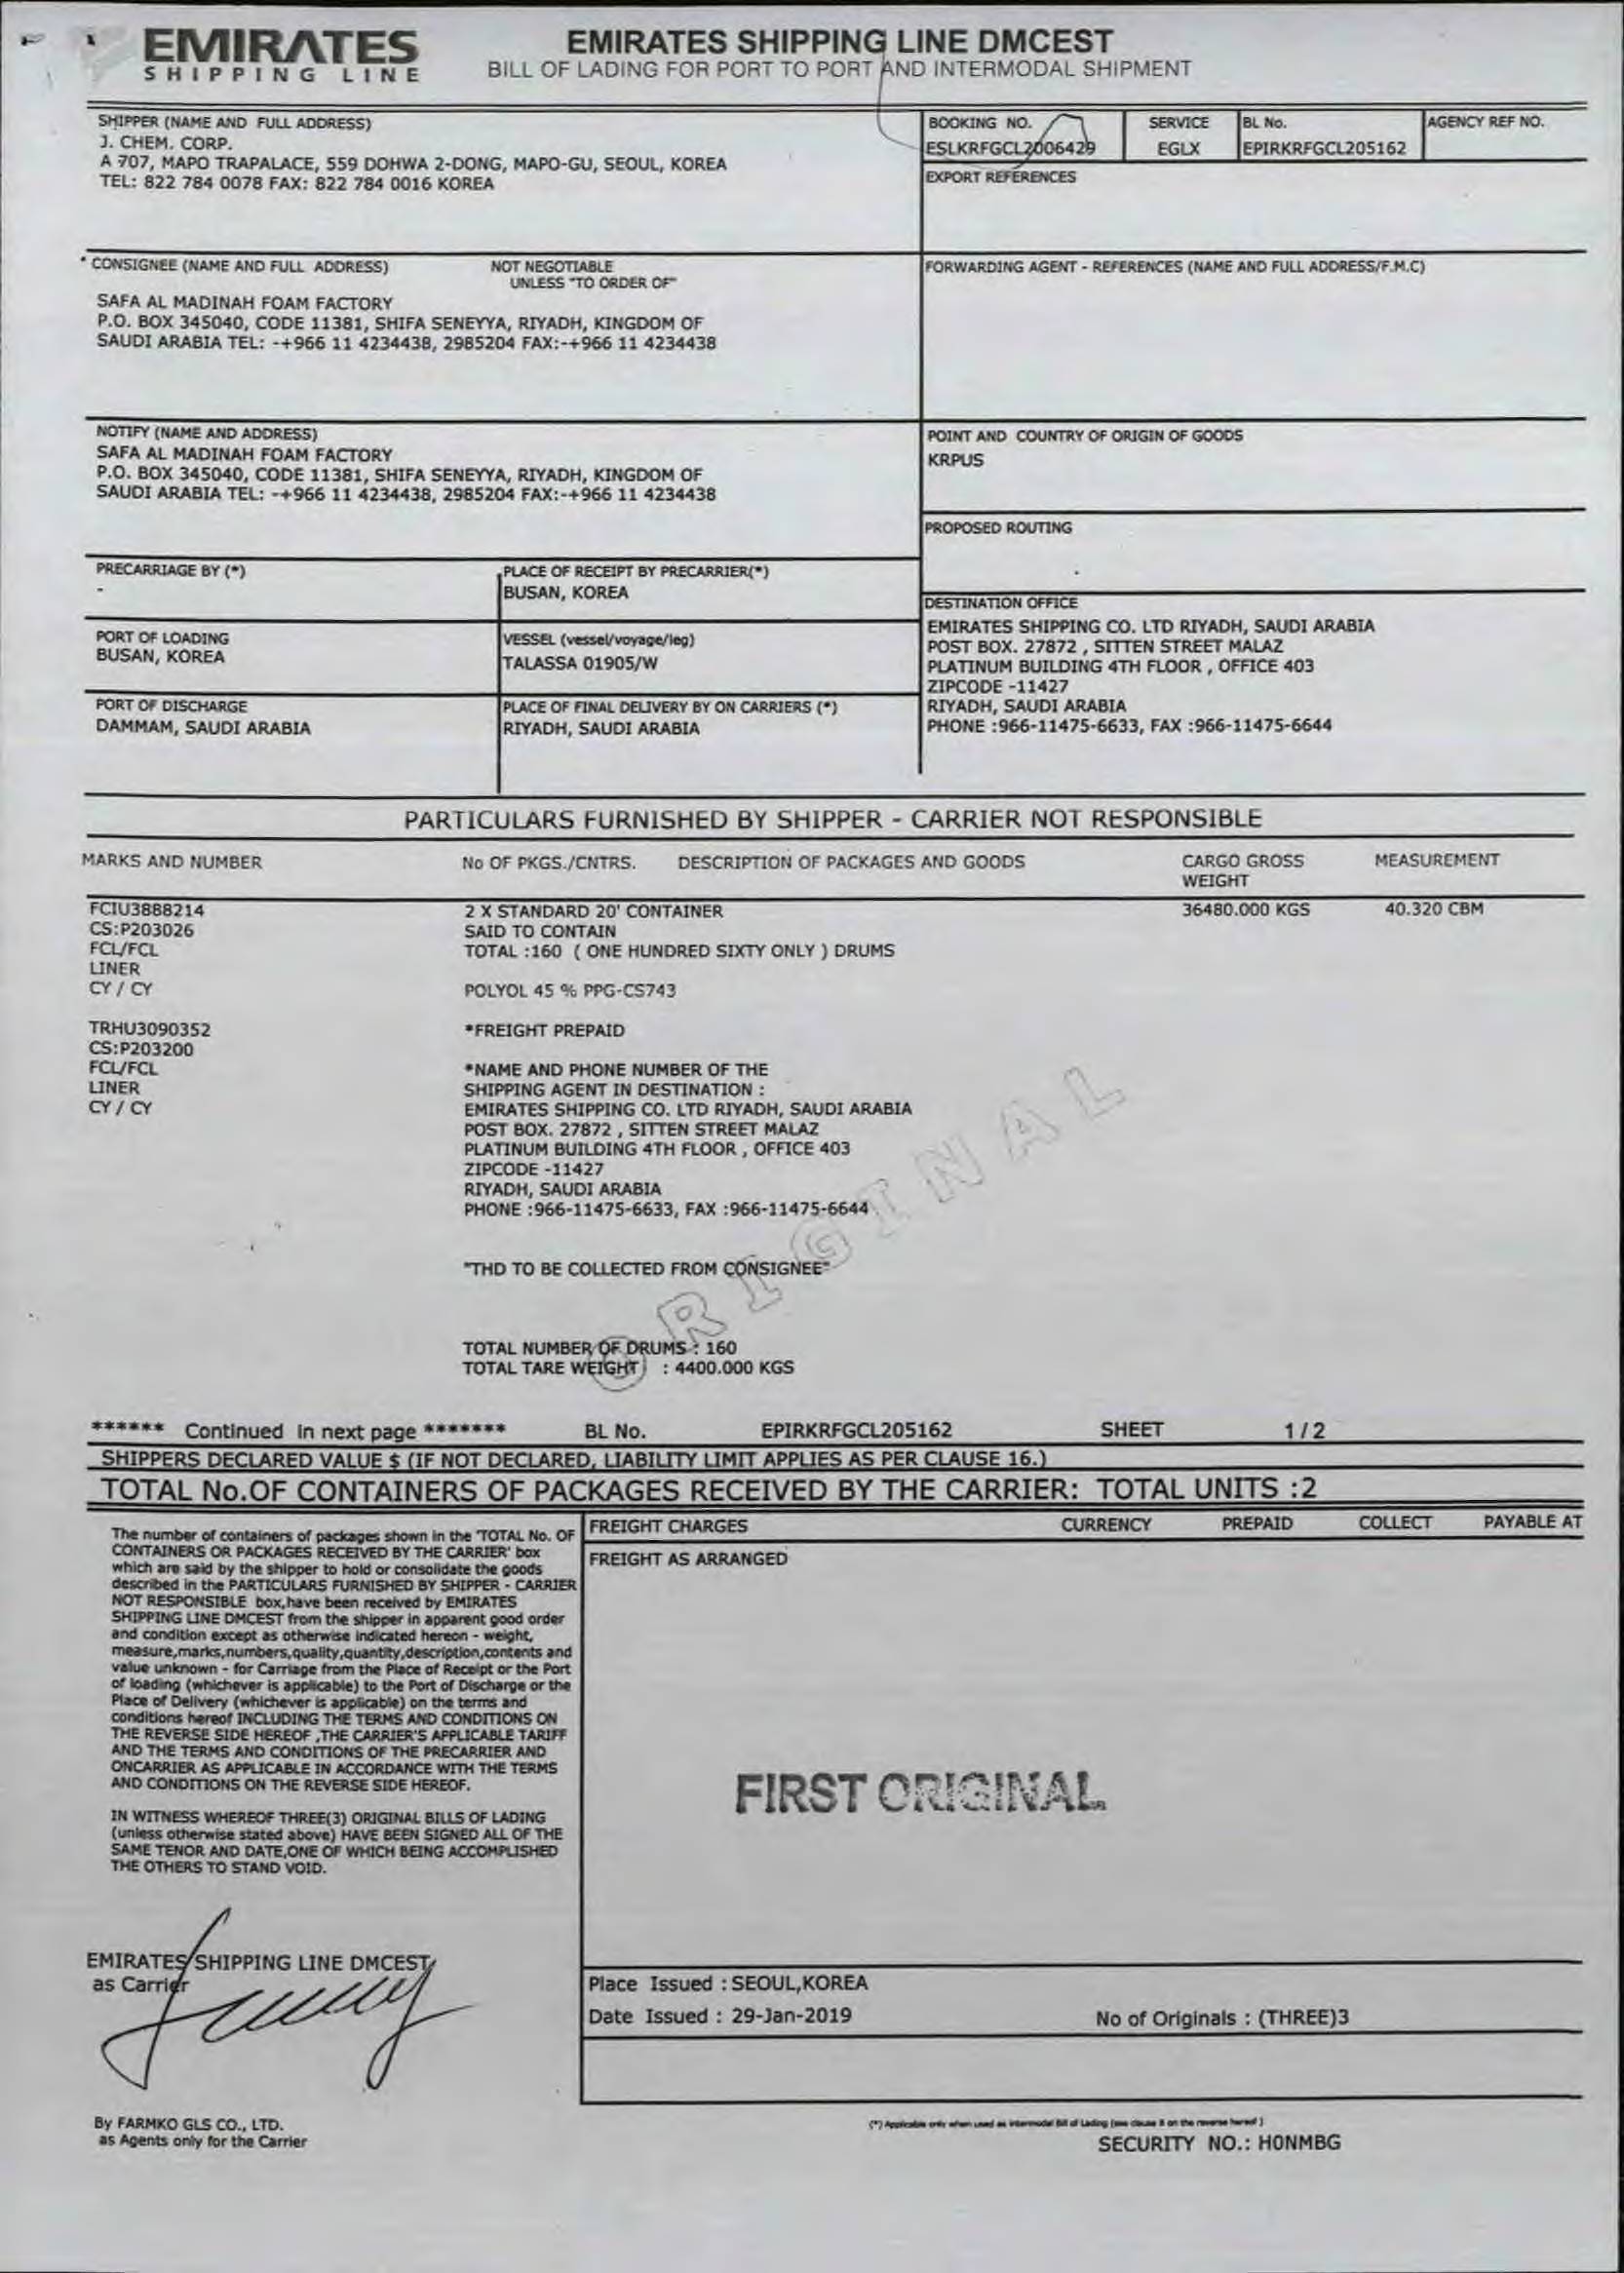 EMIRATES
SHIPPING LINE
EMIRATES SHIPPING LINE DMCEST
BILL OF LADING FOR PORT TO PORT AND INTERMODAL SHIPMENT
SHIPPER (NAME AND FULL ADDRESS)
J. CHEM. CORP.
A 707, MAPO TRAPALACE, 559 DOHWA 2-DONG, MAPO-GU, SEOUL, KOREA
TEL: 822 784 0078 FAX: 822 784 0016 KOREA
BOOKING NO.
ESLKRFGCL2006429
SERVICE
EGLX
BL No.
EPIRKRFGCL205162
AGENCY REF NO.
EXPORT REFERENCES
* CONSIGNEE (NAME AND FULL ADDRESS) NOT NEGOTIABLE
UNLESS "TO ORDER OF"
SAFA AL MADINAH FOAM FACTORY
P.O. BOX 345040, CODE 11381, SHIFA SENEYYA, RIYADH, KINGDOM OF
SAUDI ARABIA TEL: -+966 11 4234438, 2985204 FAX:-+966 11 4234438
FORWARDING AGENT - REFERENCES (NAME AND FULL ADDRESS/F.M.C)
NOTIFY (NAME AND ADDRESS)
SAFA AL MADINAH FOAM FACTORY
P.O. BOX 345040, CODE 11381, SHIFA SENEYYA, RIYADH, KINGDOM OF
SAUDI ARABIA TEL: -+966 11 4234438, 2985204 FAX:-+966 11 4234438
POINT AND COUNTRY OF ORIGIN OF GOODS
KRPUS
PROPOSED ROUTING
PRECARRIAGE BY (*)
-
PLACE OF RECEIPT BY PRECARRIER(*)
BUSAN, KOREA
PORT OF LOADING
BUSAN, KOREA
VESSEL (vessel/voyage/leg)
TALASSA 01905/W
PORT OF DISCHARGE
DAMMAM, SAUDI ARABIA
PLACE OF FINAL DELIVERY BY ON CARRIERS (*)
RIYADH, SAUDI ARABIA
DESTINATION OFFICE
EMIRATES SHIPPING CO. LTD RIYADH, SAUDI ARABIA
POST BOX. 27872 , SITTEN STREET MALAZ
PLATINUM BUILDING 4TH FLOOR , OFFICE 403
ZIPCODE -11427
RIYADH, SAUDI ARABIA
PHONE :966-11475-6633, FAX :966-11475-6644
PARTICULARS FURNISHED BY SHIPPER - CARRIER NOT RESPONSIBLE
MARKS AND NUMBER No OF PKGS./CNTRS. DESCRIPTION OF PACKAGES AND GOODS CARGO GROSS WEIGHT MEASUREMENT
FCIU3888214
CS:P203026
FCL/FCL
LINER
CY / CY
TRHU3090352
CS:P203200
FCL/FCL
LINER
CY / CY
2 X STANDARD 20' CONTAINER 36480.000 KGS 40.320 CBM
SAID TO CONTAIN
TOTAL :160 ( ONE HUNDRED SIXTY ONLY ) DRUMS
POLYOL 45 % PPG-CS743
*FREIGHT PREPAID
*NAME AND PHONE NUMBER OF THE
SHIPPING AGENT IN DESTINATION :
EMIRATES SHIPPING CO. LTD RIYADH, SAUDI ARABIA
POST BOX. 27872 , SITTEN STREET MALAZ
PLATINUM BUILDING 4TH FLOOR , OFFICE 403
ZIPCODE -11427
RIYADH, SAUDI ARABIA
PHONE :966-11475-6633, FAX :966-11475-6644
"THD TO BE COLLECTED FROM CONSIGNEE"
ORIGINAL
TOTAL NUMBER OF DRUMS : 160
TOTAL TARE WEIGHT : 4400.000 KGS
****** Continued in next page ******* BL No. EPIRKRFGCL205162 SHEET 1 / 2
SHIPPERS DECLARED VALUE $ (IF NOT DECLARED, LIABILITY LIMIT APPLIES AS PER CLAUSE 16.)
TOTAL No.OF CONTAINERS OF PACKAGES RECEIVED BY THE CARRIER: TOTAL UNITS :2
The number of containers of packages shown in the 'TOTAL No. OF
CONTAINERS OR PACKAGES RECEIVED BY THE CARRIER' box
which are said by the shipper to hold or consolidate the goods
described in the PARTICULARS FURNISHED BY SHIPPER - CARRIER
NOT RESPONSIBLE box,have been received by EMIRATES
SHIPPING LINE DMCEST from the shipper in apparent good order
and condition except as otherwise indicated hereon - weight,
measure,marks,numbers,quality,quantity,description,contents and
value unknown - for Carriage from the Place of Receipt or the Port
of loading (whichever is applicable) to the Port of Discharge or the
Place of Delivery (whichever is applicable) on the terms and
conditions hereof INCLUDING THE TERMS AND CONDITIONS ON
THE REVERSE SIDE HEREOF ,THE CARRIER'S APPLICABLE TARIFF
AND THE TERMS AND CONDITIONS OF THE PRECARRIER AND
ONCARRIER AS APPLICABLE IN ACCORDANCE WITH THE TERMS
AND CONDITIONS ON THE REVERSE SIDE HEREOF.
IN WITNESS WHEREOF THREE(3) ORIGINAL BILLS OF LADING
(unless otherwise stated above) HAVE BEEN SIGNED ALL OF THE
SAME TENOR AND DATE,ONE OF WHICH BEING ACCOMPLISHED
THE OTHERS TO STAND VOID.
FREIGHT CHARGES CURRENCY PREPAID COLLECT PAYABLE AT
FREIGHT AS ARRANGED
FIRST ORIGINAL
EMIRATES SHIPPING LINE DMCEST
as Carrier
Place Issued : SEOUL,KOREA
Date Issued : 29-Jan-2019 No of Originals : (THREE)3
By FARMKO GLS CO., LTD.
as Agents only for the Carrier
(*) Applicable only when used as intermodal Bill of Lading (see clause 8 on the reverse hereof )
SECURITY NO.: H0NMBG